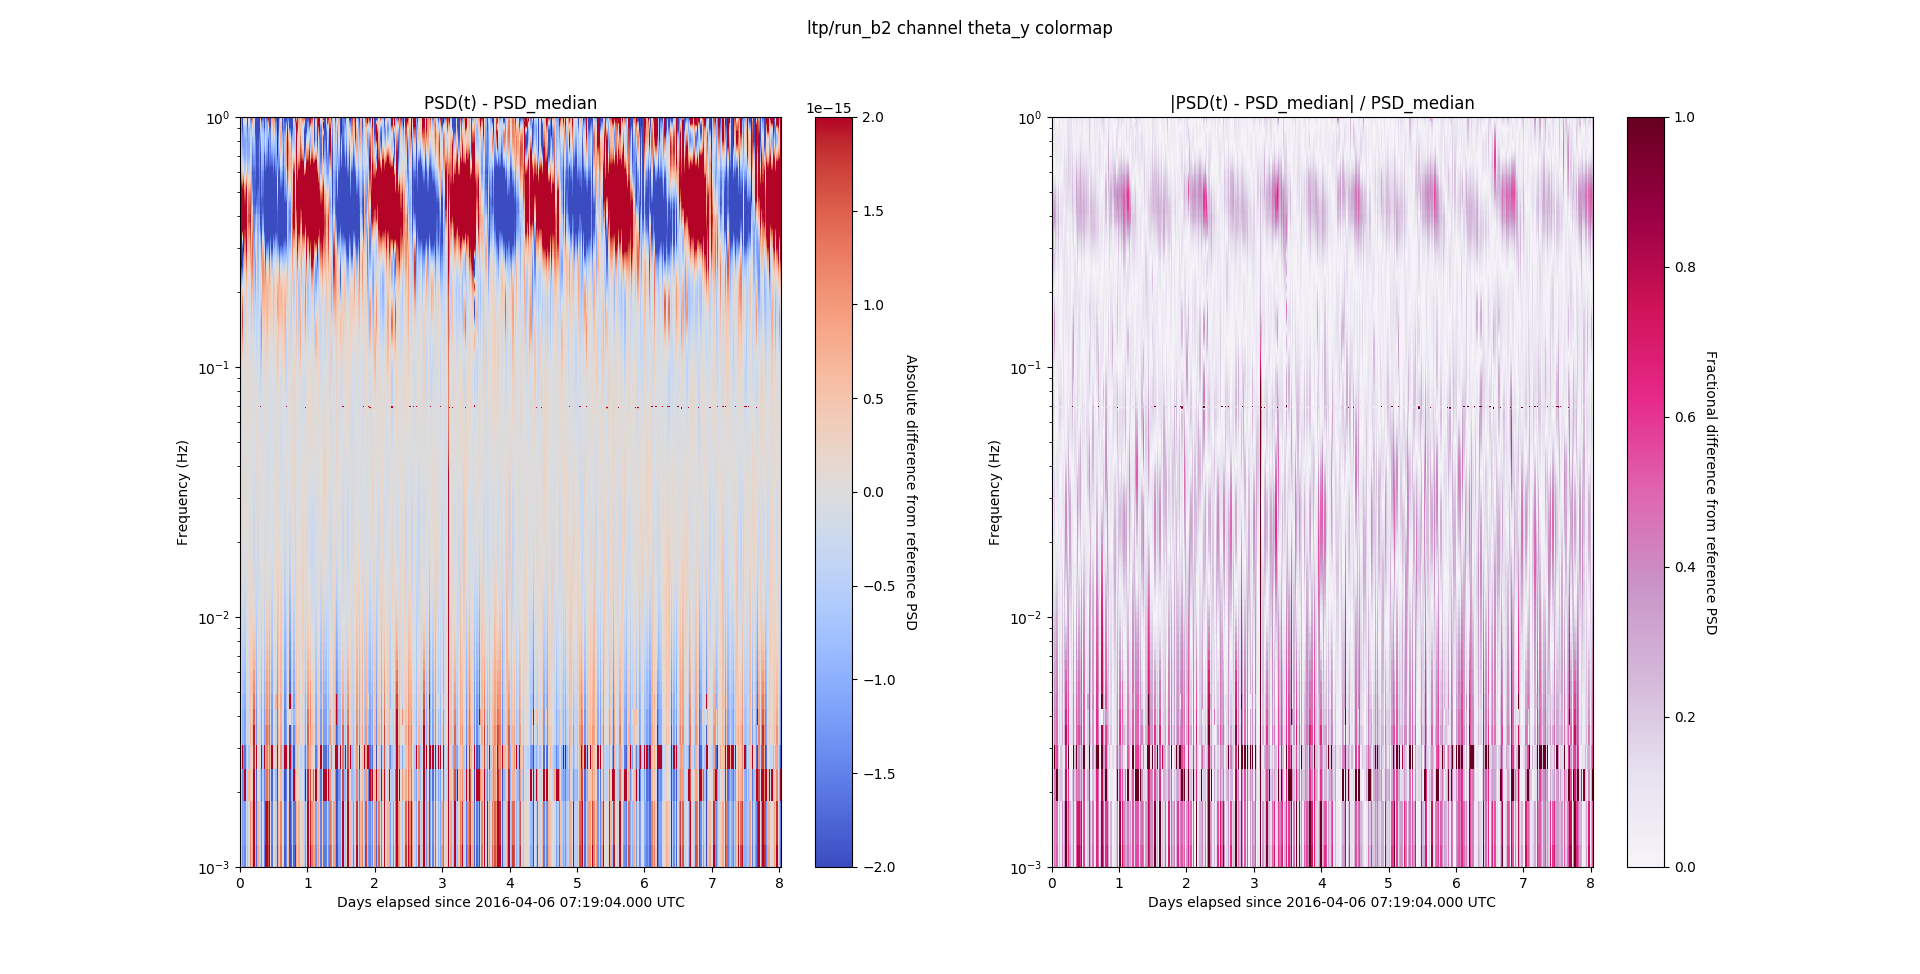 ltp/run_b2 channel theta_y colormap
PSD(t) - PSD_median
1e−15
Frequency (Hz)
10⁰
10⁻¹
10⁻²
10⁻³
0 1 2 3 4 5 6 7 8
Days elapsed since 2016-04-06 07:19:04.000 UTC
2.0
1.5
1.0
0.5
0.0
−0.5
−1.0
−1.5
−2.0
Absolute difference from reference PSD
|PSD(t) - PSD_median| / PSD_median
Frequency (Hz)
10⁰
10⁻¹
10⁻²
10⁻³
0 1 2 3 4 5 6 7 8
Days elapsed since 2016-04-06 07:19:04.000 UTC
1.0
0.8
0.6
0.4
0.2
0.0
Fractional difference from reference PSD